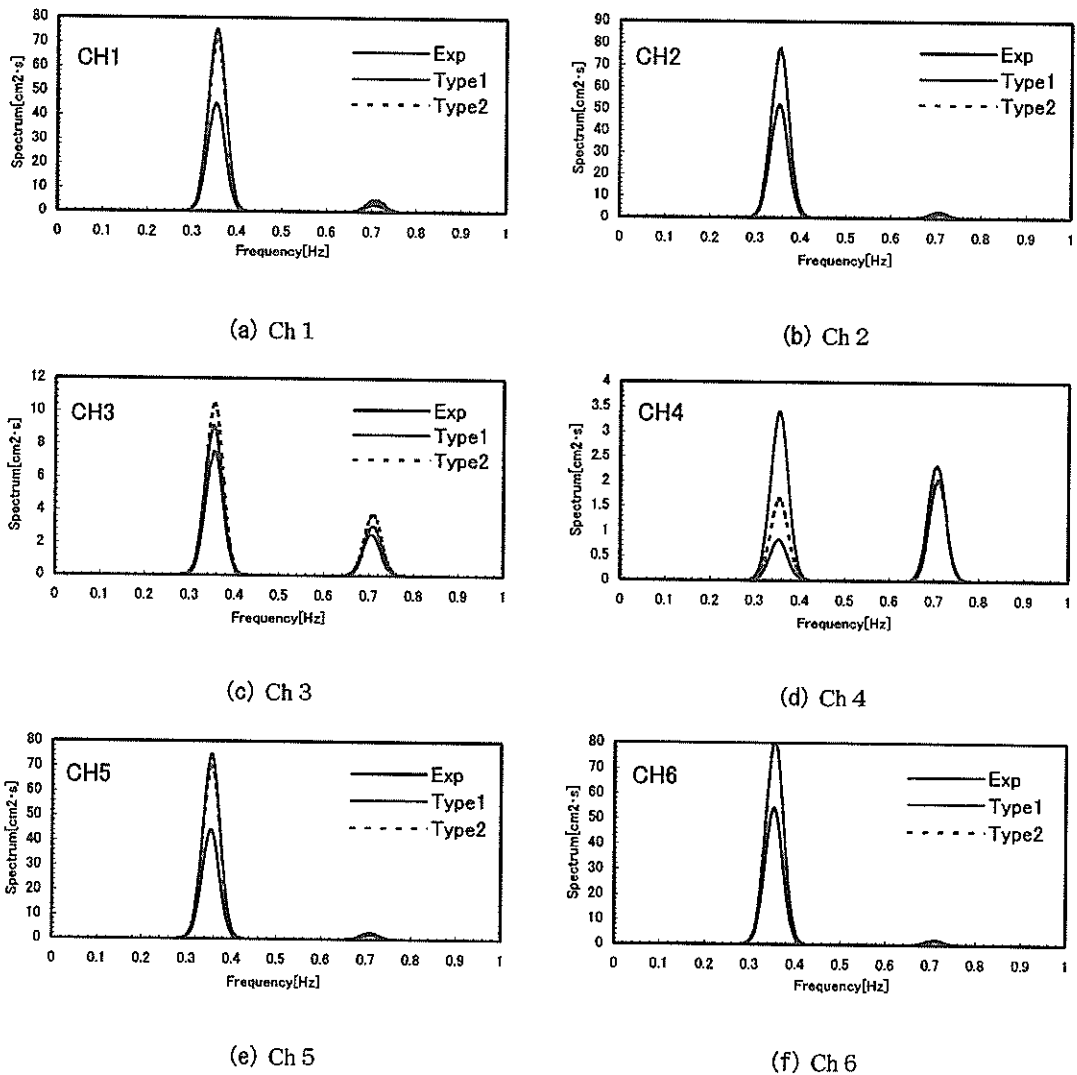 80
70
60
50
40
30
20
10
0
Spectrum[cm2·s]
CH1
Exp
Type1
Type2
0 0.1 0.2 0.3 0.4 0.5 0.6 0.7 0.8 0.9 1
Frequency[Hz]
(a) Ch 1
90
80
70
60
50
40
30
20
10
0
Spectrum[cm2·s]
CH2
Exp
Type1
Type2
0 0.1 0.2 0.3 0.4 0.5 0.6 0.7 0.8 0.9 1
Frequency[Hz]
(b) Ch 2
12
10
8
6
4
2
0
Spectrum[cm2·s]
CH3
Exp
Type1
Type2
0 0.1 0.2 0.3 0.4 0.5 0.6 0.7 0.8 0.9 1
Frequency[Hz]
(c) Ch 3
4
3.5
3
2.5
2
1.5
1
0.5
0
Spectrum[cm2·s]
CH4
Exp
Type1
Type2
0 0.1 0.2 0.3 0.4 0.5 0.6 0.7 0.8 0.9 1
Frequency[Hz]
(d) Ch 4
80
70
60
50
40
30
20
10
0
Spectrum[cm2·s]
CH5
Exp
Type1
Type2
0 0.1 0.2 0.3 0.4 0.5 0.6 0.7 0.8 0.9 1
Frequency[Hz]
(e) Ch 5
80
70
60
50
40
30
20
10
0
Spectrum[cm2·s]
CH6
Exp
Type1
Type2
0 0.1 0.2 0.3 0.4 0.5 0.6 0.7 0.8 0.9 1
Frequency[Hz]
(f) Ch 6